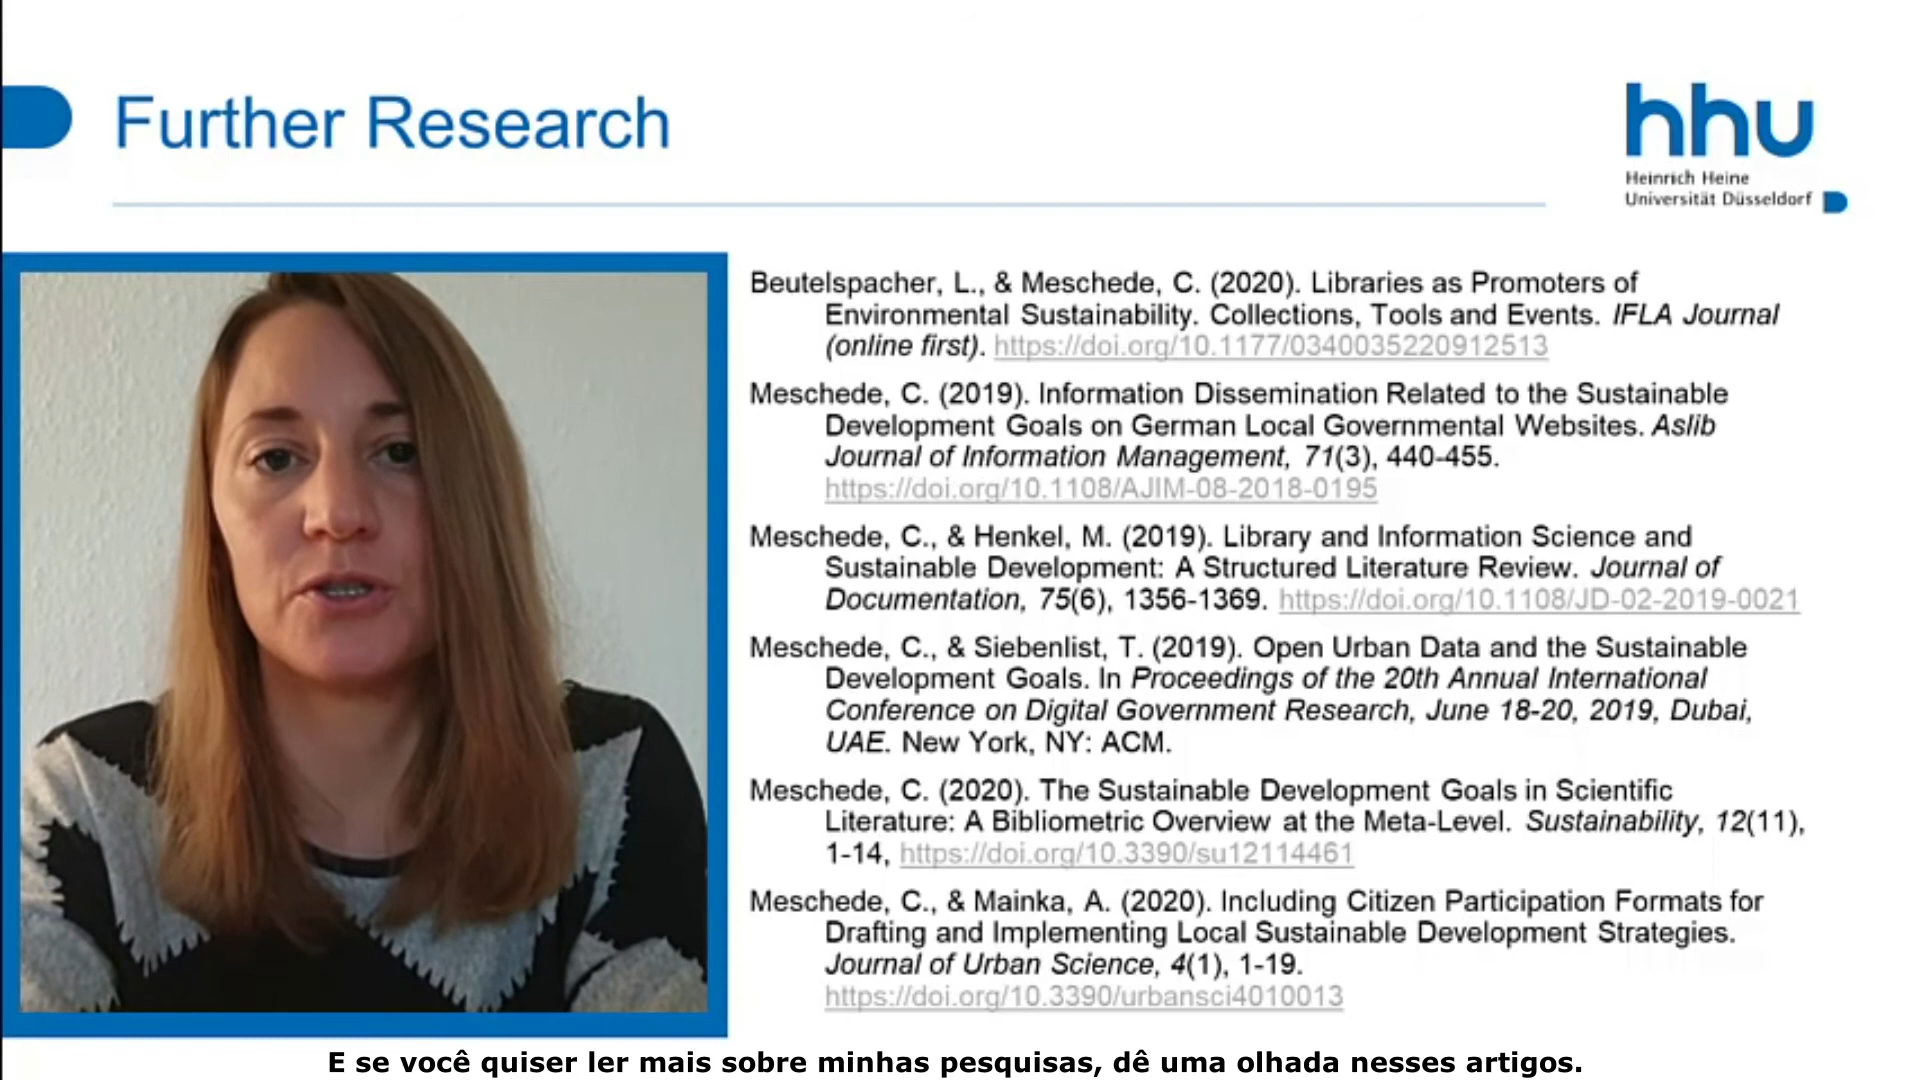 Further Research
hhu
Heinrich Heine
Universität Düsseldorf
Beutelspacher, L., & Meschede, C. (2020). Libraries as Promoters of
Environmental Sustainability. Collections, Tools and Events. IFLA Journal
(online first). https://doi.org/10.1177/0340035220912513
Meschede, C. (2019). Information Dissemination Related to the Sustainable
Development Goals on German Local Governmental Websites. Aslib
Journal of Information Management, 71(3), 440-455.
https://doi.org/10.1108/AJIM-08-2018-0195
Meschede, C., & Henkel, M. (2019). Library and Information Science and
Sustainable Development: A Structured Literature Review. Journal of
Documentation, 75(6), 1356-1369. https://doi.org/10.1108/JD-02-2019-0021
Meschede, C., & Siebenlist, T. (2019). Open Urban Data and the Sustainable
Development Goals. In Proceedings of the 20th Annual International
Conference on Digital Government Research, June 18-20, 2019, Dubai,
UAE. New York, NY: ACM.
Meschede, C. (2020). The Sustainable Development Goals in Scientific
Literature: A Bibliometric Overview at the Meta-Level. Sustainability, 12(11),
1-14, https://doi.org/10.3390/su12114461
Meschede, C., & Mainka, A. (2020). Including Citizen Participation Formats for
Drafting and Implementing Local Sustainable Development Strategies.
Journal of Urban Science, 4(1), 1-19.
https://doi.org/10.3390/urbansci4010013
E se você quiser ler mais sobre minhas pesquisas, dê uma olhada nesses artigos.